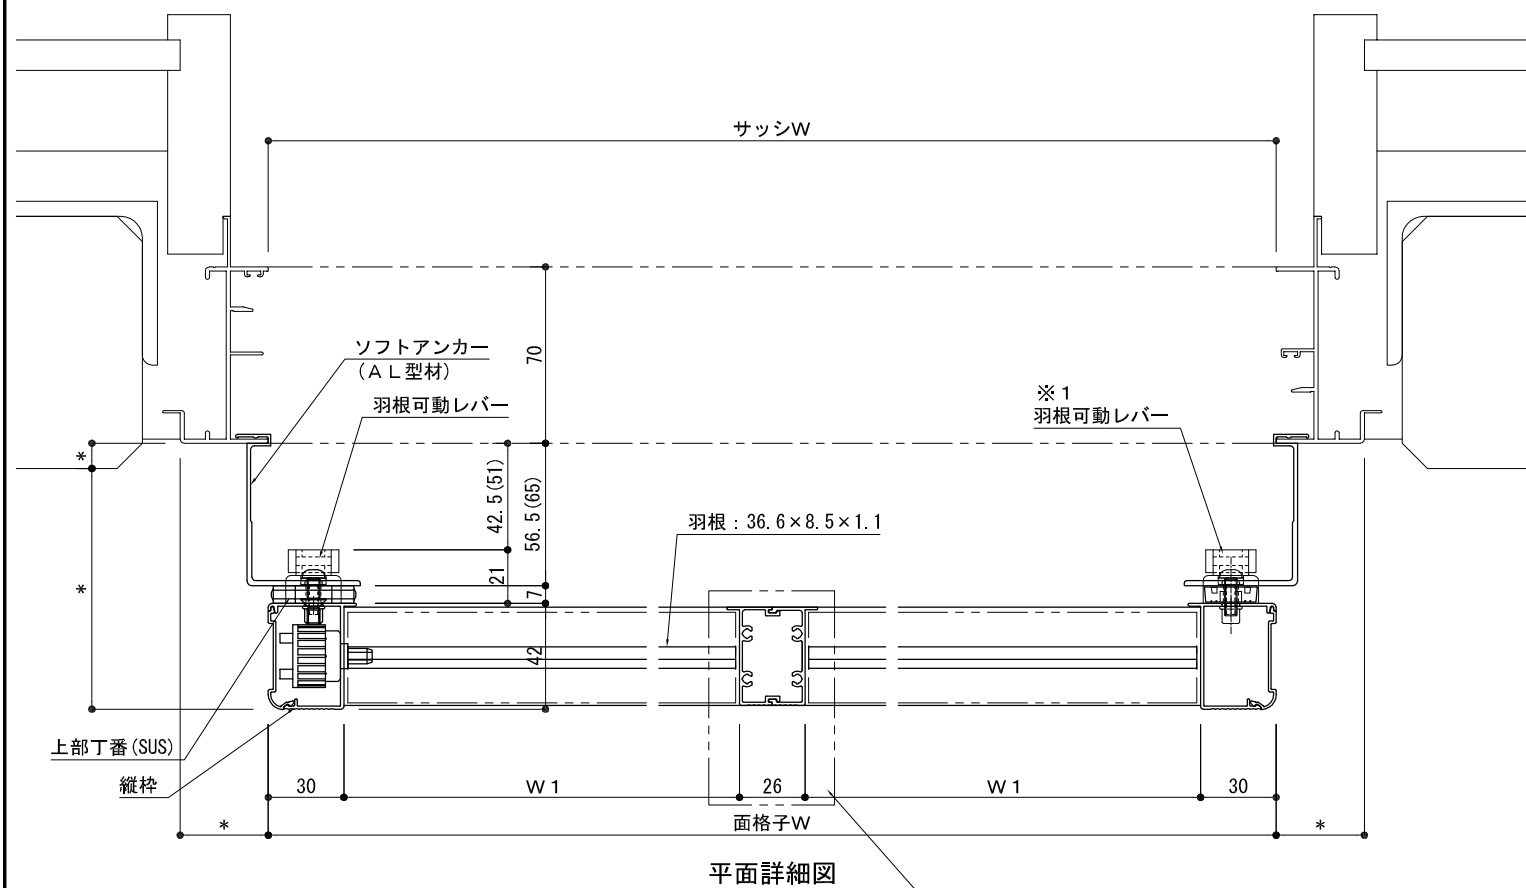 サッシW
ソフトアンカー
(AL型材)
羽根可動レバー
70
※1
羽根可動レバー
*
42.5(51)
56.5(65)
羽根:36.6×8.5×1.1
*
21
7
42
上部丁番(SUS)
縦枠
30
W1
26
W1
30
*
面格子W
*
平面詳細図